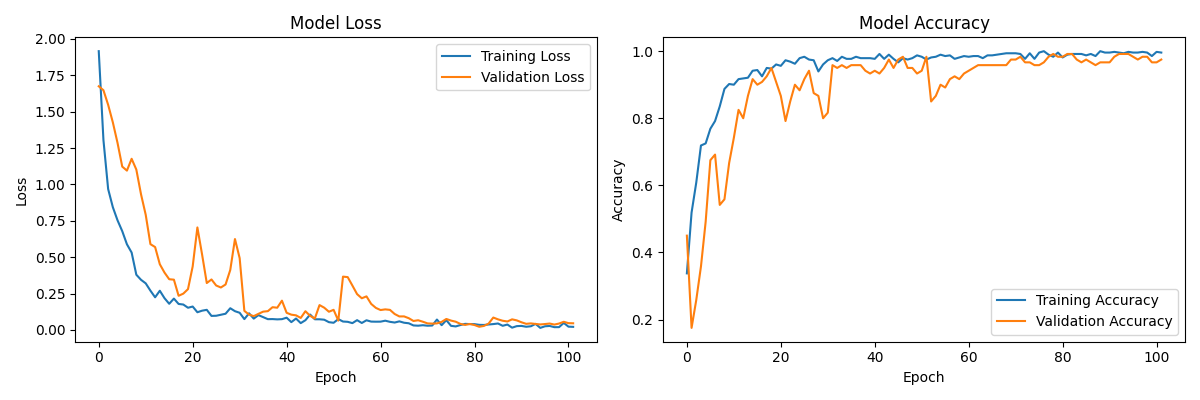 Model Loss
2.00
1.75
1.50
1.25
1.00
0.75
0.50
0.25
0.00
Loss
0 20 40 60 80 100
Epoch
Training Loss
Validation Loss
Model Accuracy
1.0
0.8
0.6
0.4
0.2
Accuracy
0 20 40 60 80 100
Epoch
Training Accuracy
Validation Accuracy